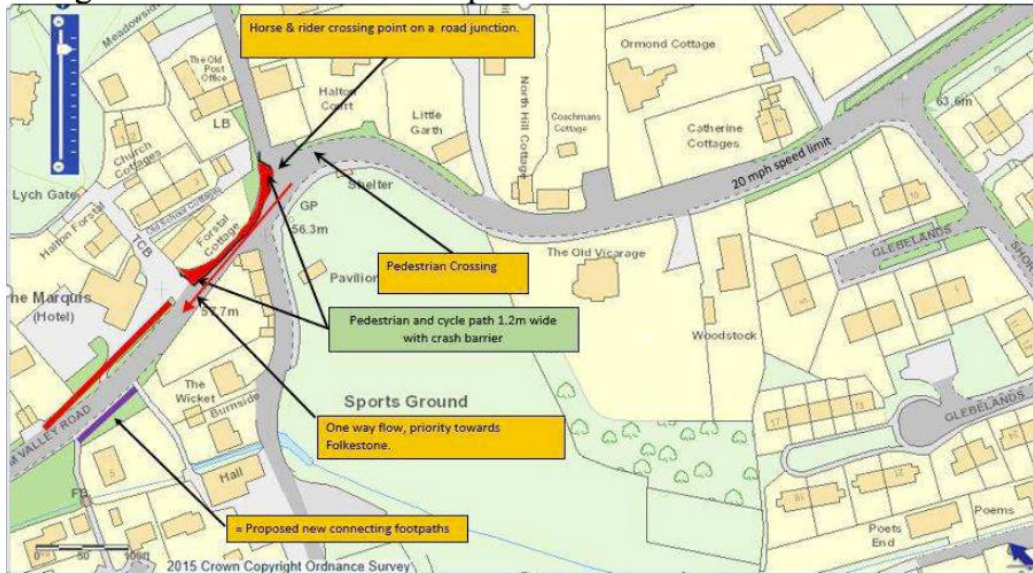 Meadowside
Horse & rider crossing point on a road junction.
The Old
Post
Office
LB
Halton
Court
Little
Garth
North Hill Cottage
Coachmans
Cottage
Ormond Cottage
Catherine
Cottages
63.6m
20 mph speed limit
Church
Cottages
Lych Gate
Old School Cottages
Halton Forstal
TCB
Forstal
Cottage
Shelter
GP
56.3m
Pavilion
Pedestrian Crossing
The Old Vicarage
GLEBELANDS
The Marquis
(Hotel)
57.7m
Pedestrian and cycle path 1.2m wide
with crash barrier
Woodstock
The
Wicket
Burnside
Sports Ground
One way flow, priority towards
Folkestone.
VALLEY ROAD
Hall
GLEBELANDS
17
5
= Proposed new connecting footpaths
Poets
End
Poems
0
50
100ft
2015 Crown Copyright Ordnance Survey